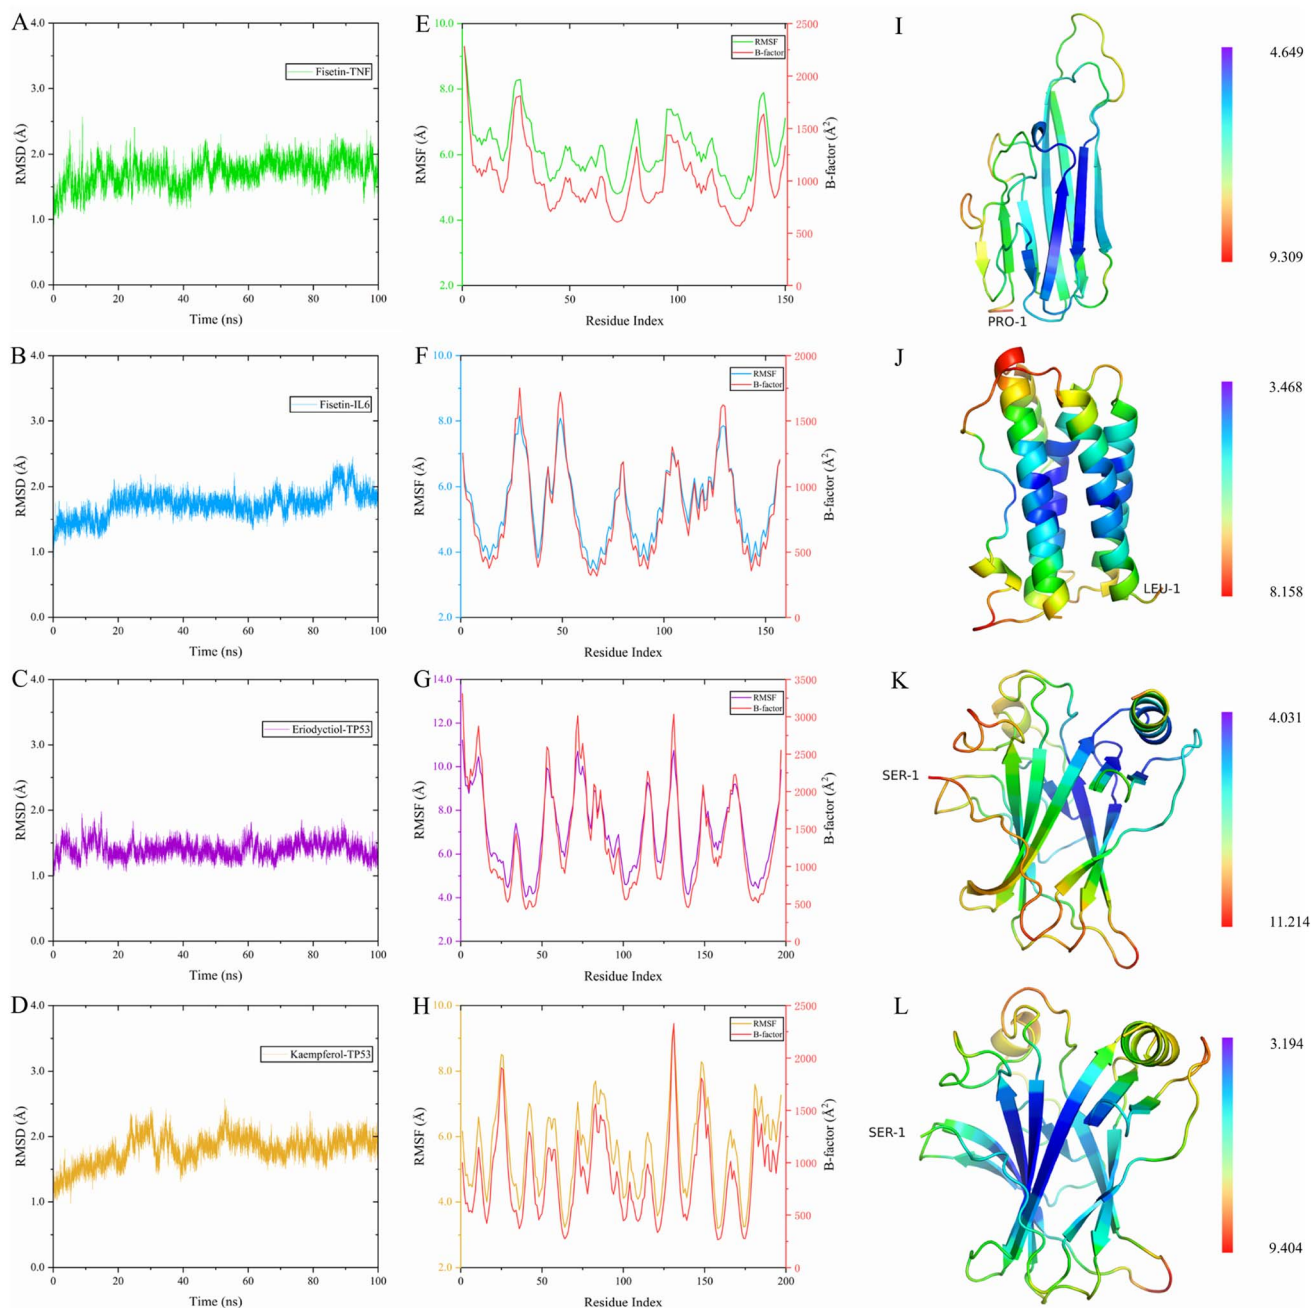 A
4.0
3.0
2.0
1.0
0.0
RMSD (Å)
Fisetin-TNF
0 20 40 60 80 100
Time (ns)
E
10.0
8.0
6.0
4.0
2.0
RMSF (Å)
RMSF
B-factor
2500
2000
1500
1000
500
0
B-factor (Å²)
0 50 100 150
Residue Index
I
4.649
9.309
PRO-1
B
4.0
3.0
2.0
1.0
0.0
RMSD (Å)
Fisetin-IL6
0 20 40 60 80 100
Time (ns)
F
10.0
8.0
6.0
4.0
2.0
RMSF (Å)
RMSF
B-factor
2000
1500
1000
500
0
B-factor (Å²)
0 50 100 150
Residue Index
J
3.468
8.158
LEU-1
C
4.0
3.0
2.0
1.0
0.0
RMSD (Å)
Eriodyctiol-TP53
0 20 40 60 80 100
Time (ns)
G
14.0
12.0
10.0
8.0
6.0
4.0
2.0
RMSF (Å)
RMSF
B-factor
3500
3000
2500
2000
1500
1000
500
0
B-factor (Å²)
0 50 100 150 200
Residue Index
K
4.031
SER-1
11.214
D
4.0
3.0
2.0
1.0
0.0
RMSD (Å)
Kaempferol-TP53
0 20 40 60 80 100
Time (ns)
H
10.0
8.0
6.0
4.0
2.0
RMSF (Å)
RMSF
B-factor
2500
2000
1500
1000
500
0
B-factor (Å²)
0 50 100 150 200
Residue Index
L
3.194
SER-1
9.404